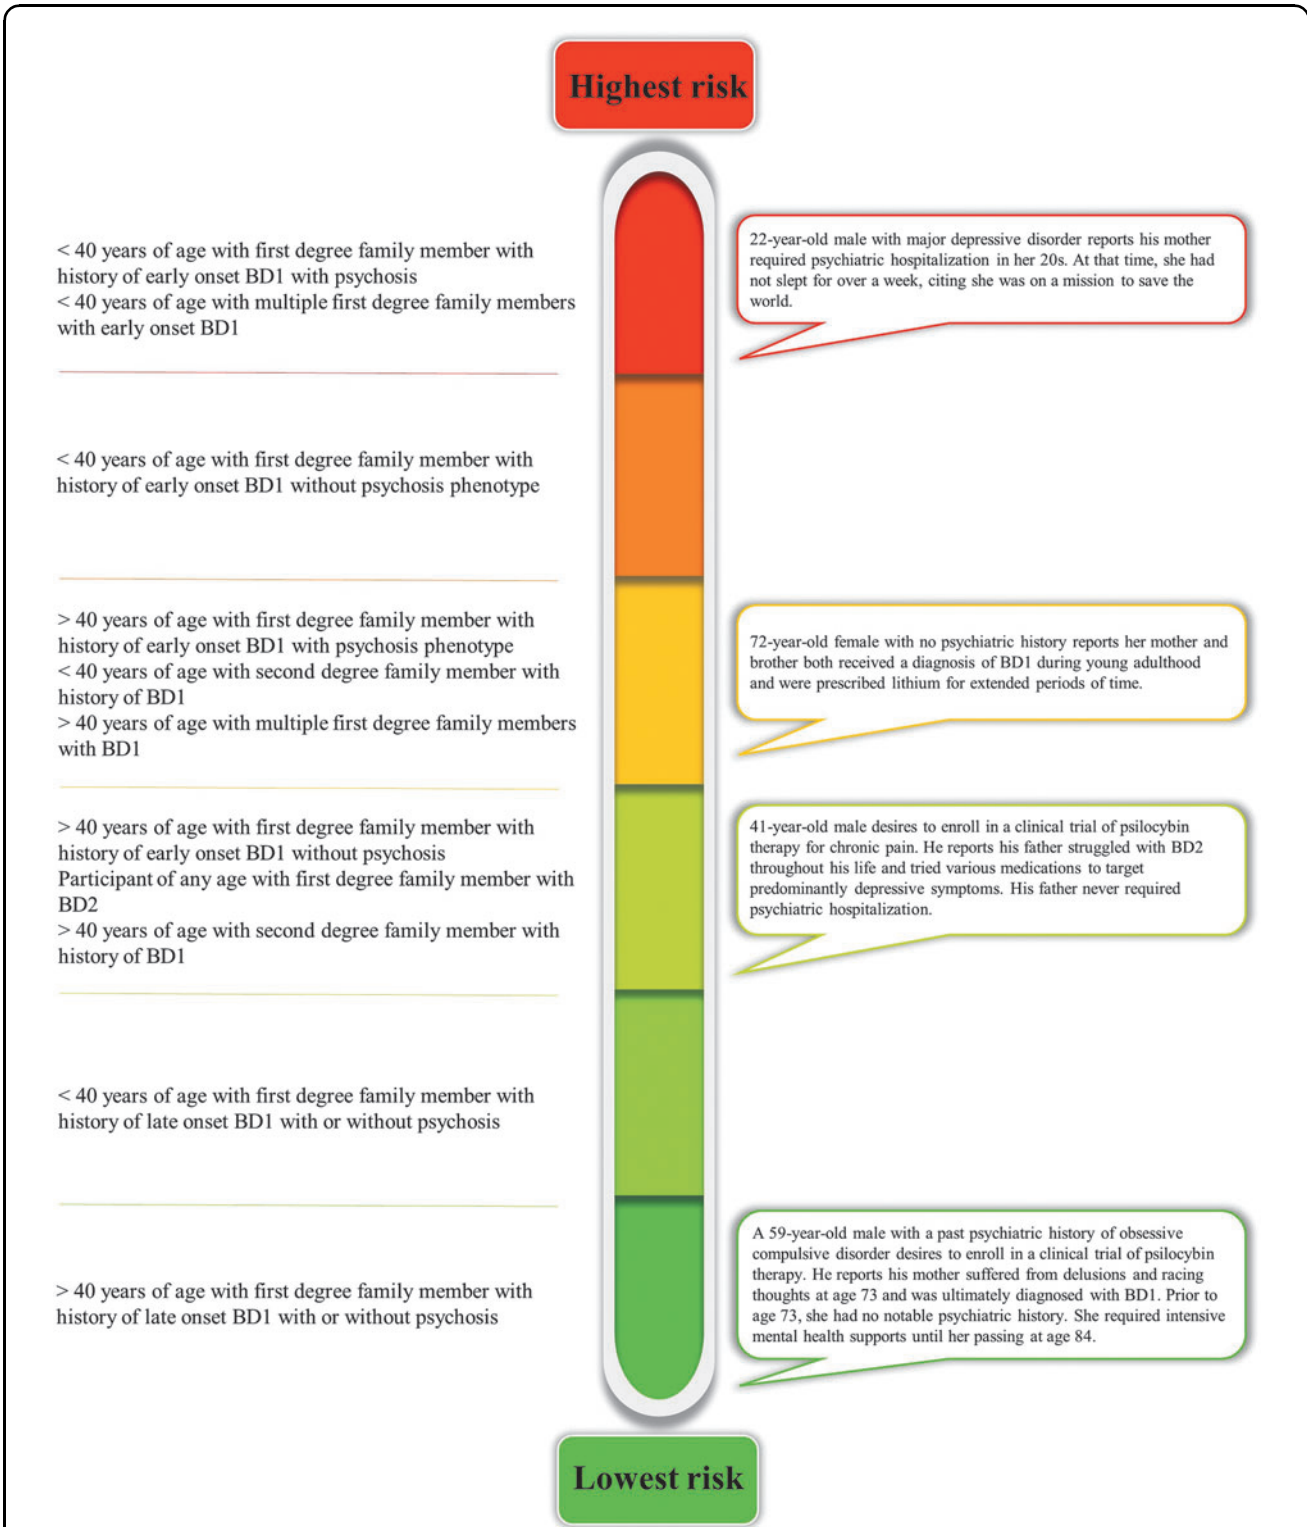 Highest risk
< 40 years of age with first degree family member with
history of early onset BD1 with psychosis
< 40 years of age with multiple first degree family members
with early onset BD1
22-year-old male with major depressive disorder reports his mother
required psychiatric hospitalization in her 20s. At that time, she had
not slept for over a week, citing she was on a mission to save the
world.
< 40 years of age with first degree family member with
history of early onset BD1 without psychosis phenotype
> 40 years of age with first degree family member with
history of early onset BD1 with psychosis phenotype
< 40 years of age with second degree family member with
history of BD1
> 40 years of age with multiple first degree family members
with BD1
72-year-old female with no psychiatric history reports her mother and
brother both received a diagnosis of BD1 during young adulthood
and were prescribed lithium for extended periods of time.
> 40 years of age with first degree family member with
history of early onset BD1 without psychosis
Participant of any age with first degree family member with
BD2
> 40 years of age with second degree family member with
history of BD1
41-year-old male desires to enroll in a clinical trial of psilocybin
therapy for chronic pain. He reports his father struggled with BD2
throughout his life and tried various medications to target
predominantly depressive symptoms. His father never required
psychiatric hospitalization.
< 40 years of age with first degree family member with
history of late onset BD1 with or without psychosis
> 40 years of age with first degree family member with
history of late onset BD1 with or without psychosis
A 59-year-old male with a past psychiatric history of obsessive
compulsive disorder desires to enroll in a clinical trial of psilocybin
therapy. He reports his mother suffered from delusions and racing
thoughts at age 73 and was ultimately diagnosed with BD1. Prior to
age 73, she had no notable psychiatric history. She required intensive
mental health supports until her passing at age 84.
Lowest risk